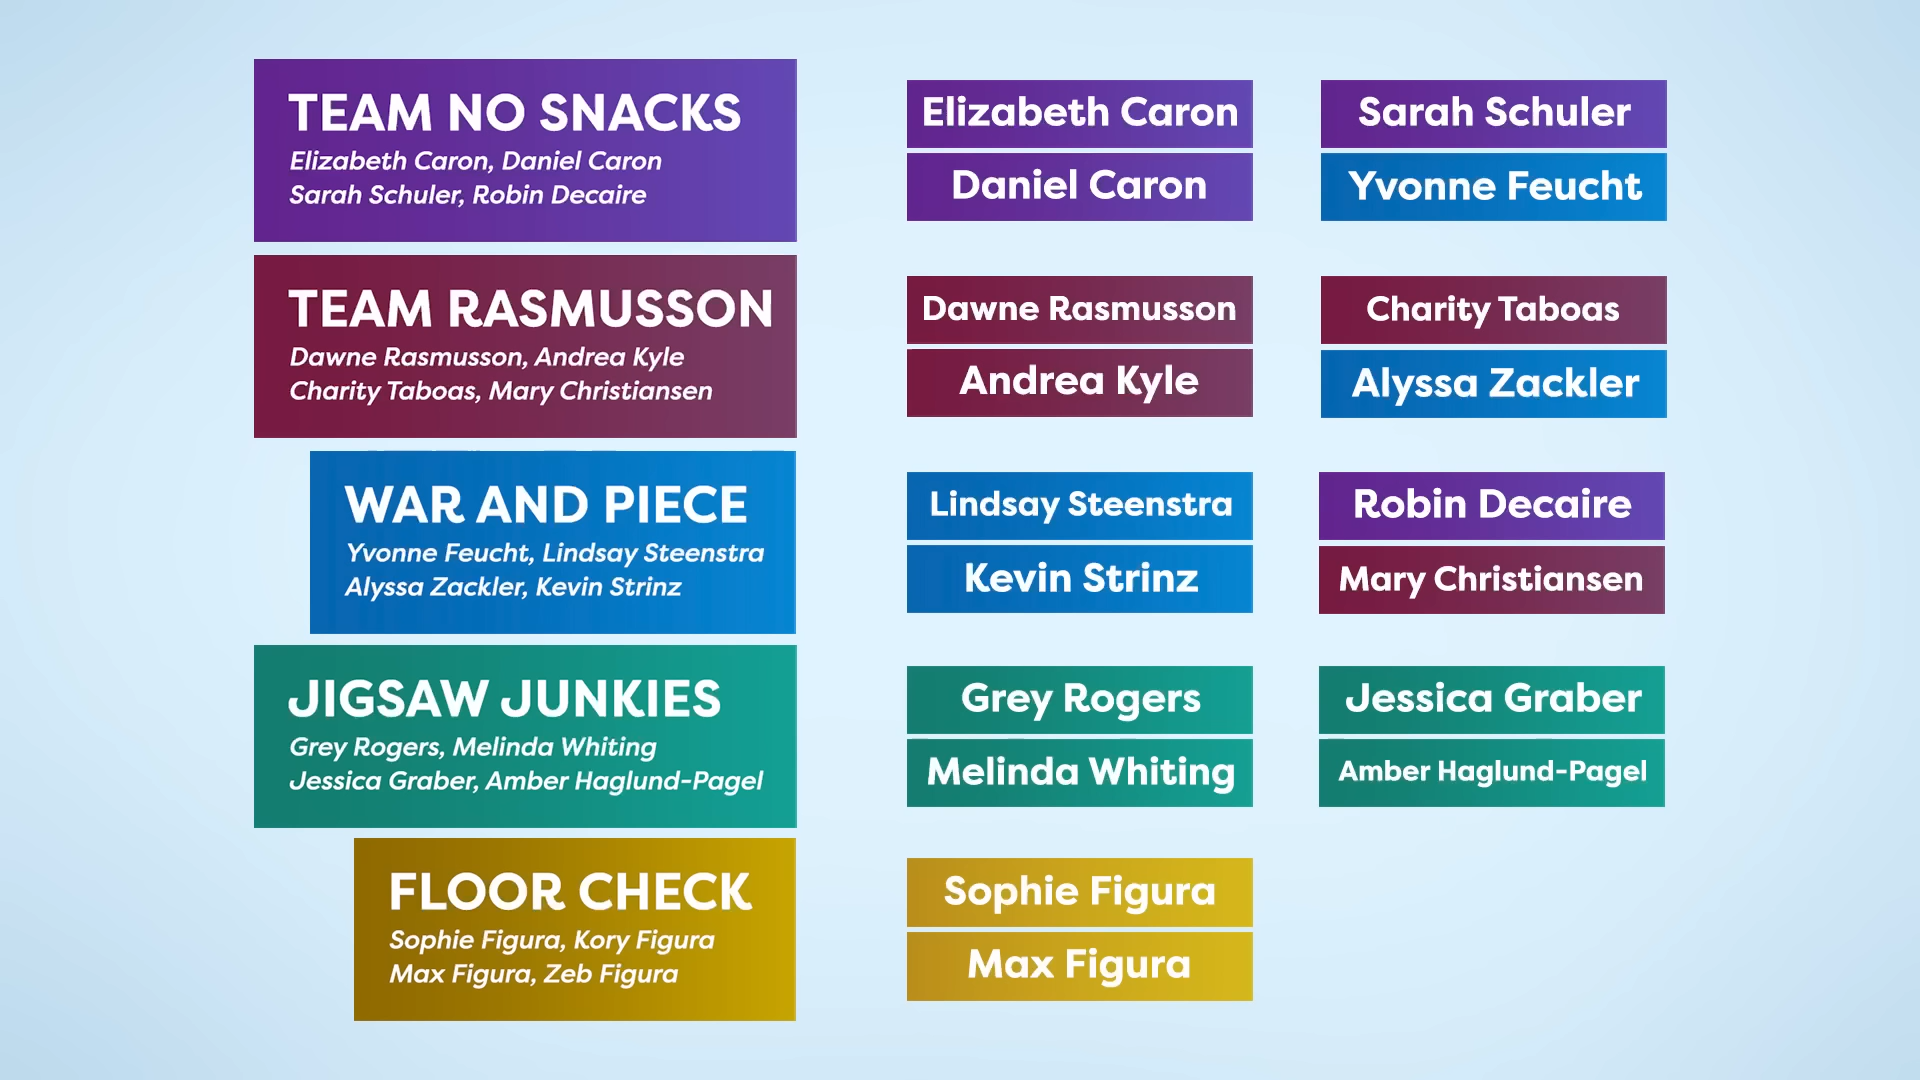 TEAM NO SNACKS
Elizabeth Caron, Daniel Caron
Sarah Schuler, Robin Decaire
Elizabeth Caron
Daniel Caron
Sarah Schuler
Yvonne Feucht
TEAM RASMUSSON
Dawne Rasmusson, Andrea Kyle
Charity Taboas, Mary Christiansen
Dawne Rasmusson
Andrea Kyle
Charity Taboas
Alyssa Zackler
WAR AND PIECE
Yvonne Feucht, Lindsay Steenstra
Alyssa Zackler, Kevin Strinz
Lindsay Steenstra
Kevin Strinz
Robin Decaire
Mary Christiansen
JIGSAW JUNKIES
Grey Rogers, Melinda Whiting
Jessica Graber, Amber Haglund-Pagel
Grey Rogers
Melinda Whiting
Jessica Graber
Amber Haglund-Pagel
FLOOR CHECK
Sophie Figura, Kory Figura
Max Figura, Zeb Figura
Sophie Figura
Max Figura